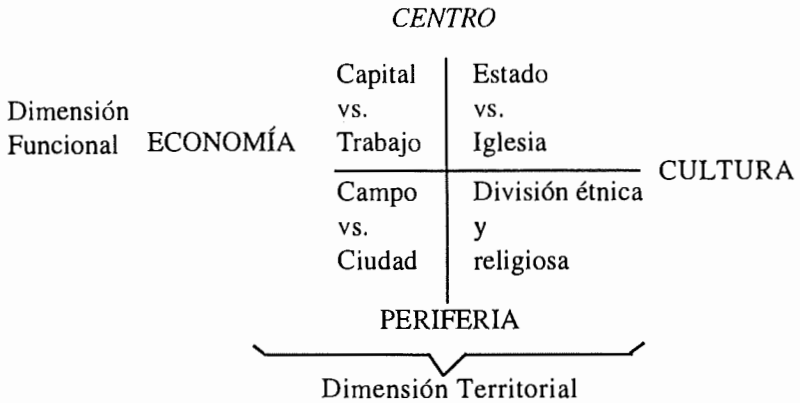 CENTRO
Capital
vs.
Trabajo
Estado
vs.
Iglesia
Dimensión
Funcional
ECONOMÍA
CULTURA
Campo
vs.
Ciudad
División étnica
y
religiosa
PERIFERIA
Dimensión Territorial